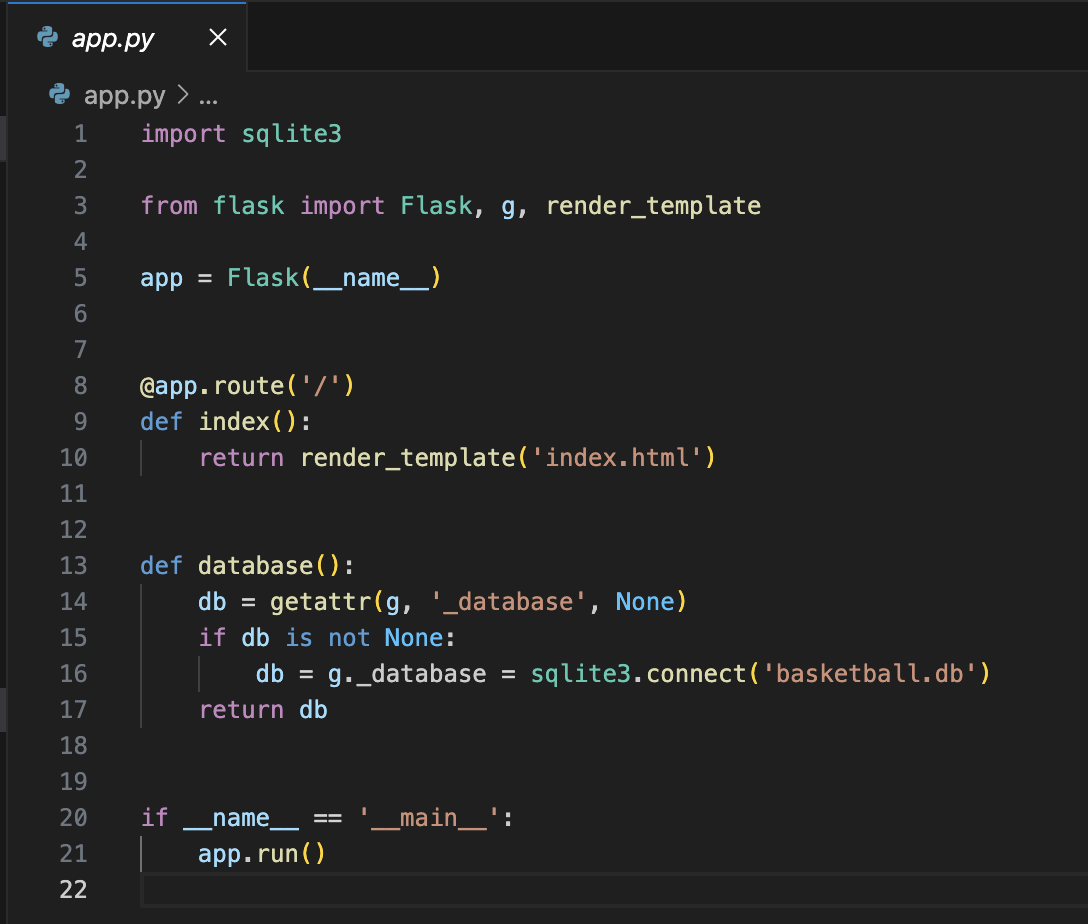 app.py ×
app.py > ...
1 import sqlite3
2
3 from flask import Flask, g, render_template
4
5 app = Flask(__name__)
6
7
8 @app.route('/')
9 def index():
10     return render_template('index.html')
11
12
13 def database():
14     db = getattr(g, '_database', None)
15     if db is not None:
16         db = g._database = sqlite3.connect('basketball.db')
17     return db
18
19
20 if __name__ == '__main__':
21     app.run()
22